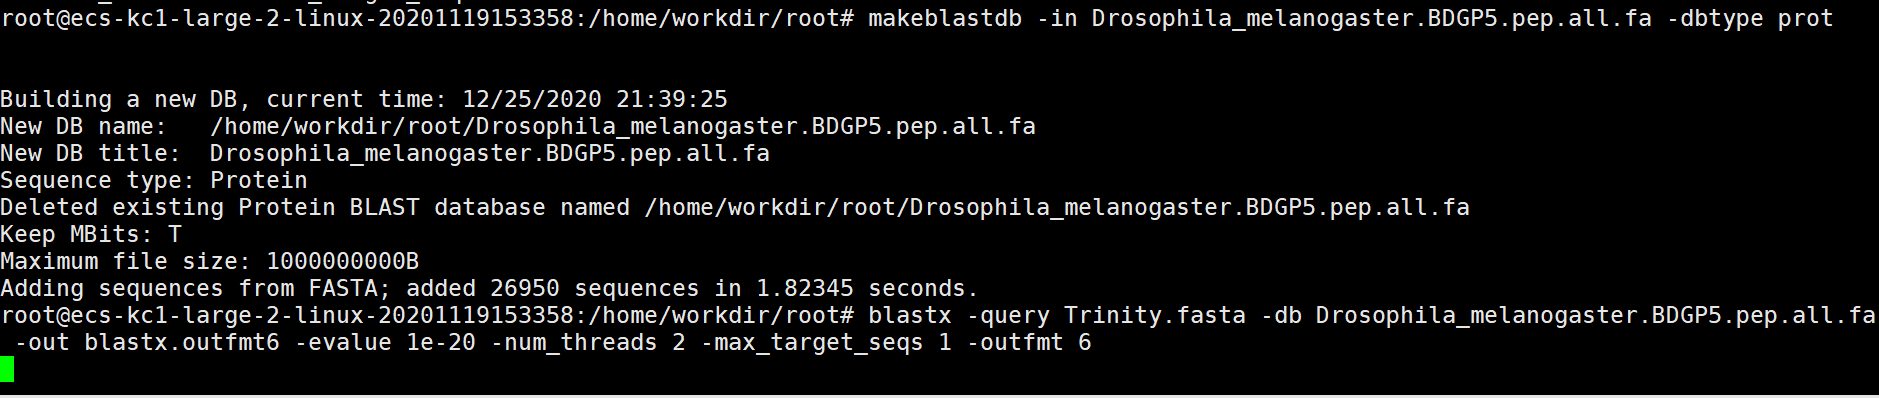 root@ecs-kc1-large-2-linux-20201119153358:/home/workdir/root# makeblastdb -in Drosophila_melanogaster.BDGP5.pep.all.fa -dbtype prot
Building a new DB, current time: 12/25/2020 21:39:25
New DB name:   /home/workdir/root/Drosophila_melanogaster.BDGP5.pep.all.fa
New DB title:  Drosophila_melanogaster.BDGP5.pep.all.fa
Sequence type: Protein
Deleted existing Protein BLAST database named /home/workdir/root/Drosophila_melanogaster.BDGP5.pep.all.fa
Keep MBits: T
Maximum file size: 1000000000B
Adding sequences from FASTA; added 26950 sequences in 1.82345 seconds.
root@ecs-kc1-large-2-linux-20201119153358:/home/workdir/root# blastx -query Trinity.fasta -db Drosophila_melanogaster.BDGP5.pep.all.fa
 -out blastx.outfmt6 -evalue 1e-20 -num_threads 2 -max_target_seqs 1 -outfmt 6